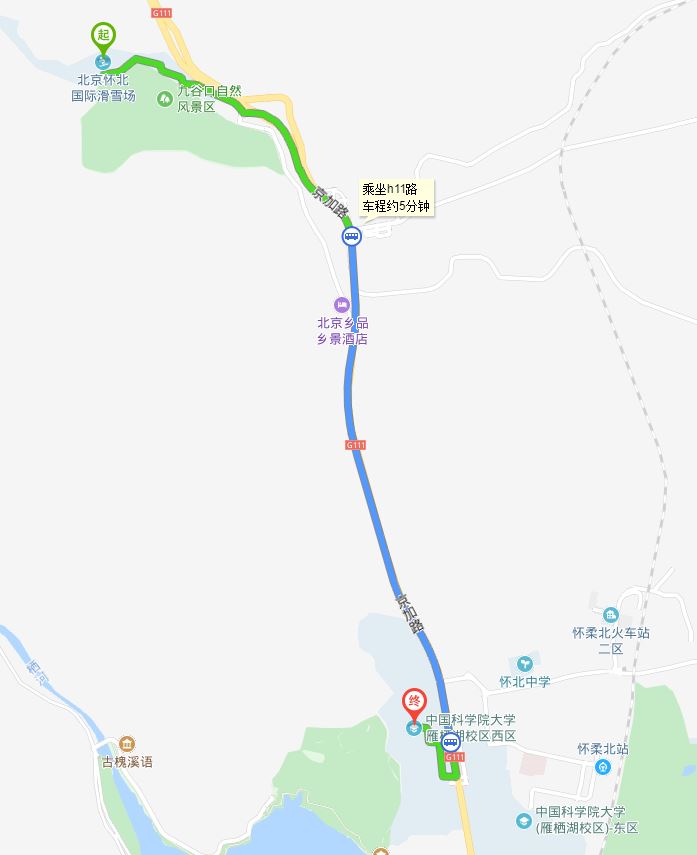 G111
起
北京怀北
国际滑雪场
九谷口自然
风景区
乘坐h11路
车程约5分钟
京加路
北京乡品
乡景酒店
G111
京加路
怀柔北火车站
二区
怀北中学
终
中国科学院大学
雁栖湖校区西区
G111
怀柔北站
古槐溪语
中国科学院大学
(雁栖湖校区)-东区